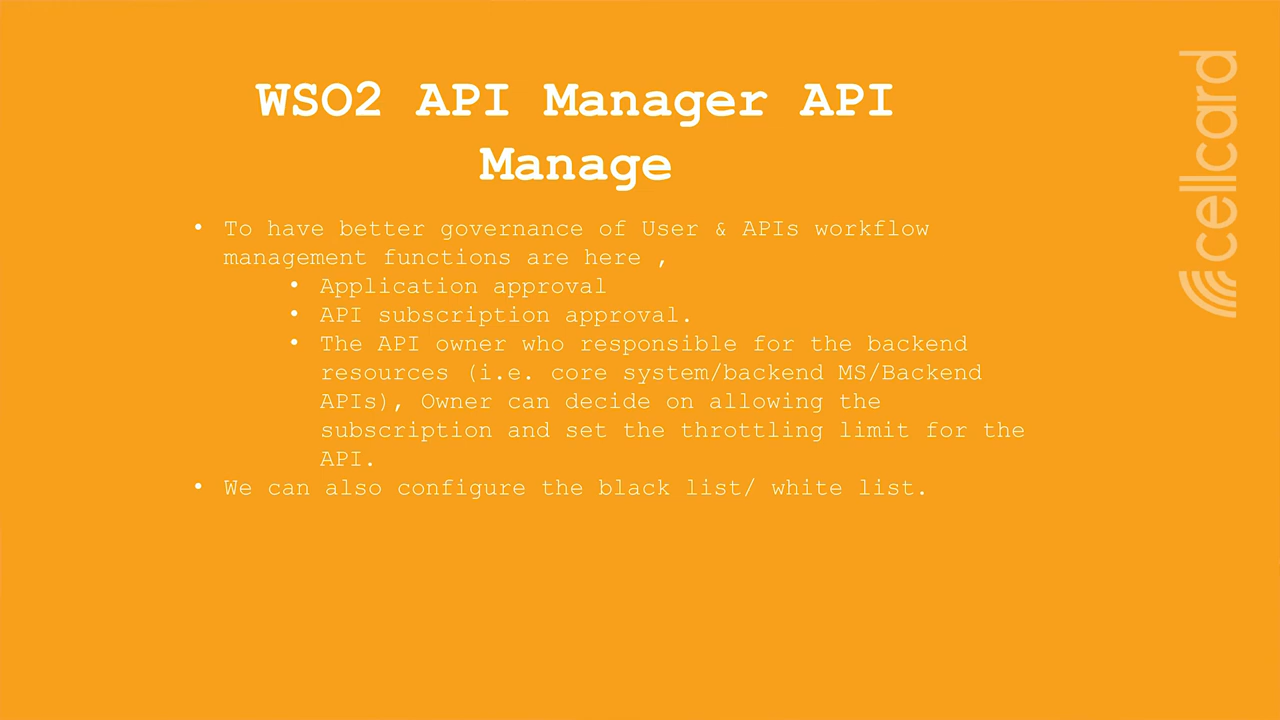 WSO2 API Manager API
Manage
• To have better governance of User & APIs workflow
management functions are here ,
• Application approval
• API subscription approval.
• The API owner who responsible for the backend
resources (i.e. core system/backend MS/Backend
APIs), Owner can decide on allowing the
subscription and set the throttling limit for the
API.
• We can also configure the black list/ white list.
cellcard